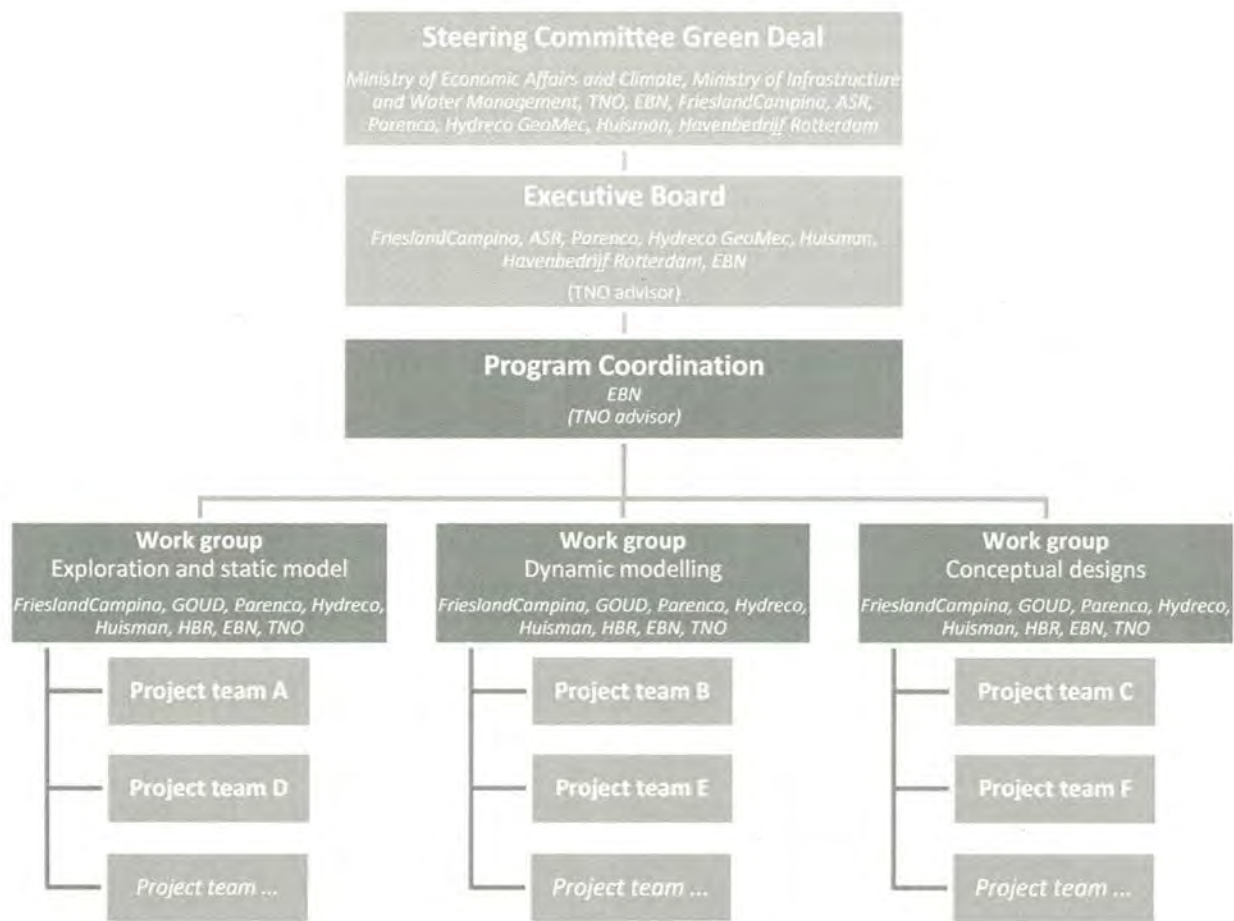 Steering Committee Green Deal
Ministry of Economic Affairs and Climate, Ministry of Infrastructure
and Water Management, TNO, EBN, FrieslandCampina, ASR,
Parenco, Hydreco GeoMec, Huisman, Havenbedrijf Rotterdam
Executive Board
FrieslandCampina, ASR, Parenco, Hydreco GeoMec, Huisman,
Havenbedrijf Rotterdam, EBN
(TNO advisor)
Program Coordination
EBN
(TNO advisor)
Work group
Exploration and static model
FrieslandCampina, GOUD, Parenco, Hydreco,
Huisman, HBR, EBN, TNO
Project team A
Project team D
Project team ...
Work group
Dynamic modelling
FrieslandCampina, GOUD, Parenco, Hydreco,
Huisman, HBR, EBN, TNO
Project team B
Project team E
Project team ...
Work group
Conceptual designs
FrieslandCampina, GOUD, Parenco, Hydreco,
Huisman, HBR, EBN, TNO
Project team C
Project team F
Project team ...